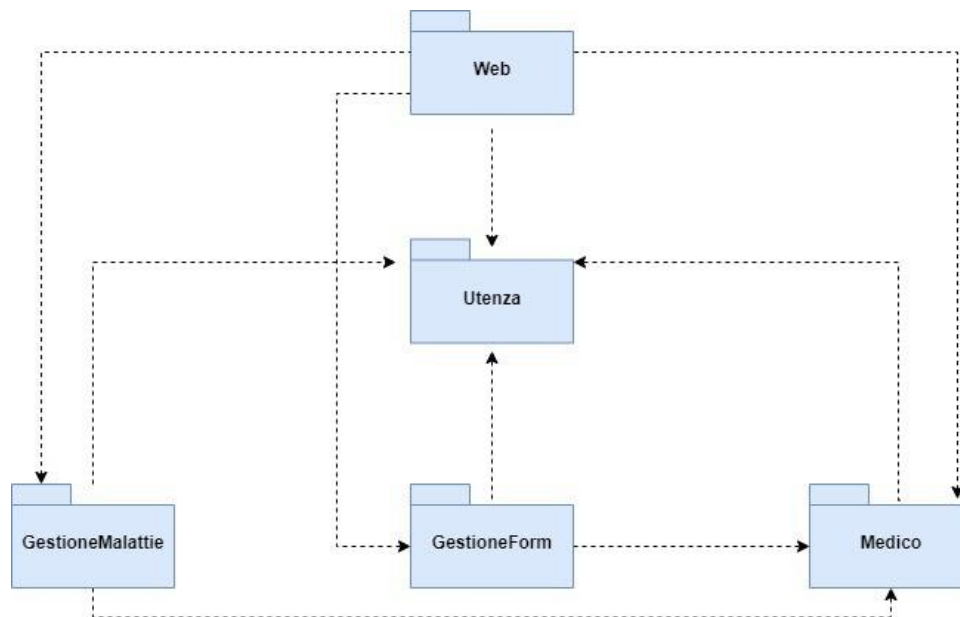 Web
Utenza
GestioneMalattie
GestioneForm
Medico